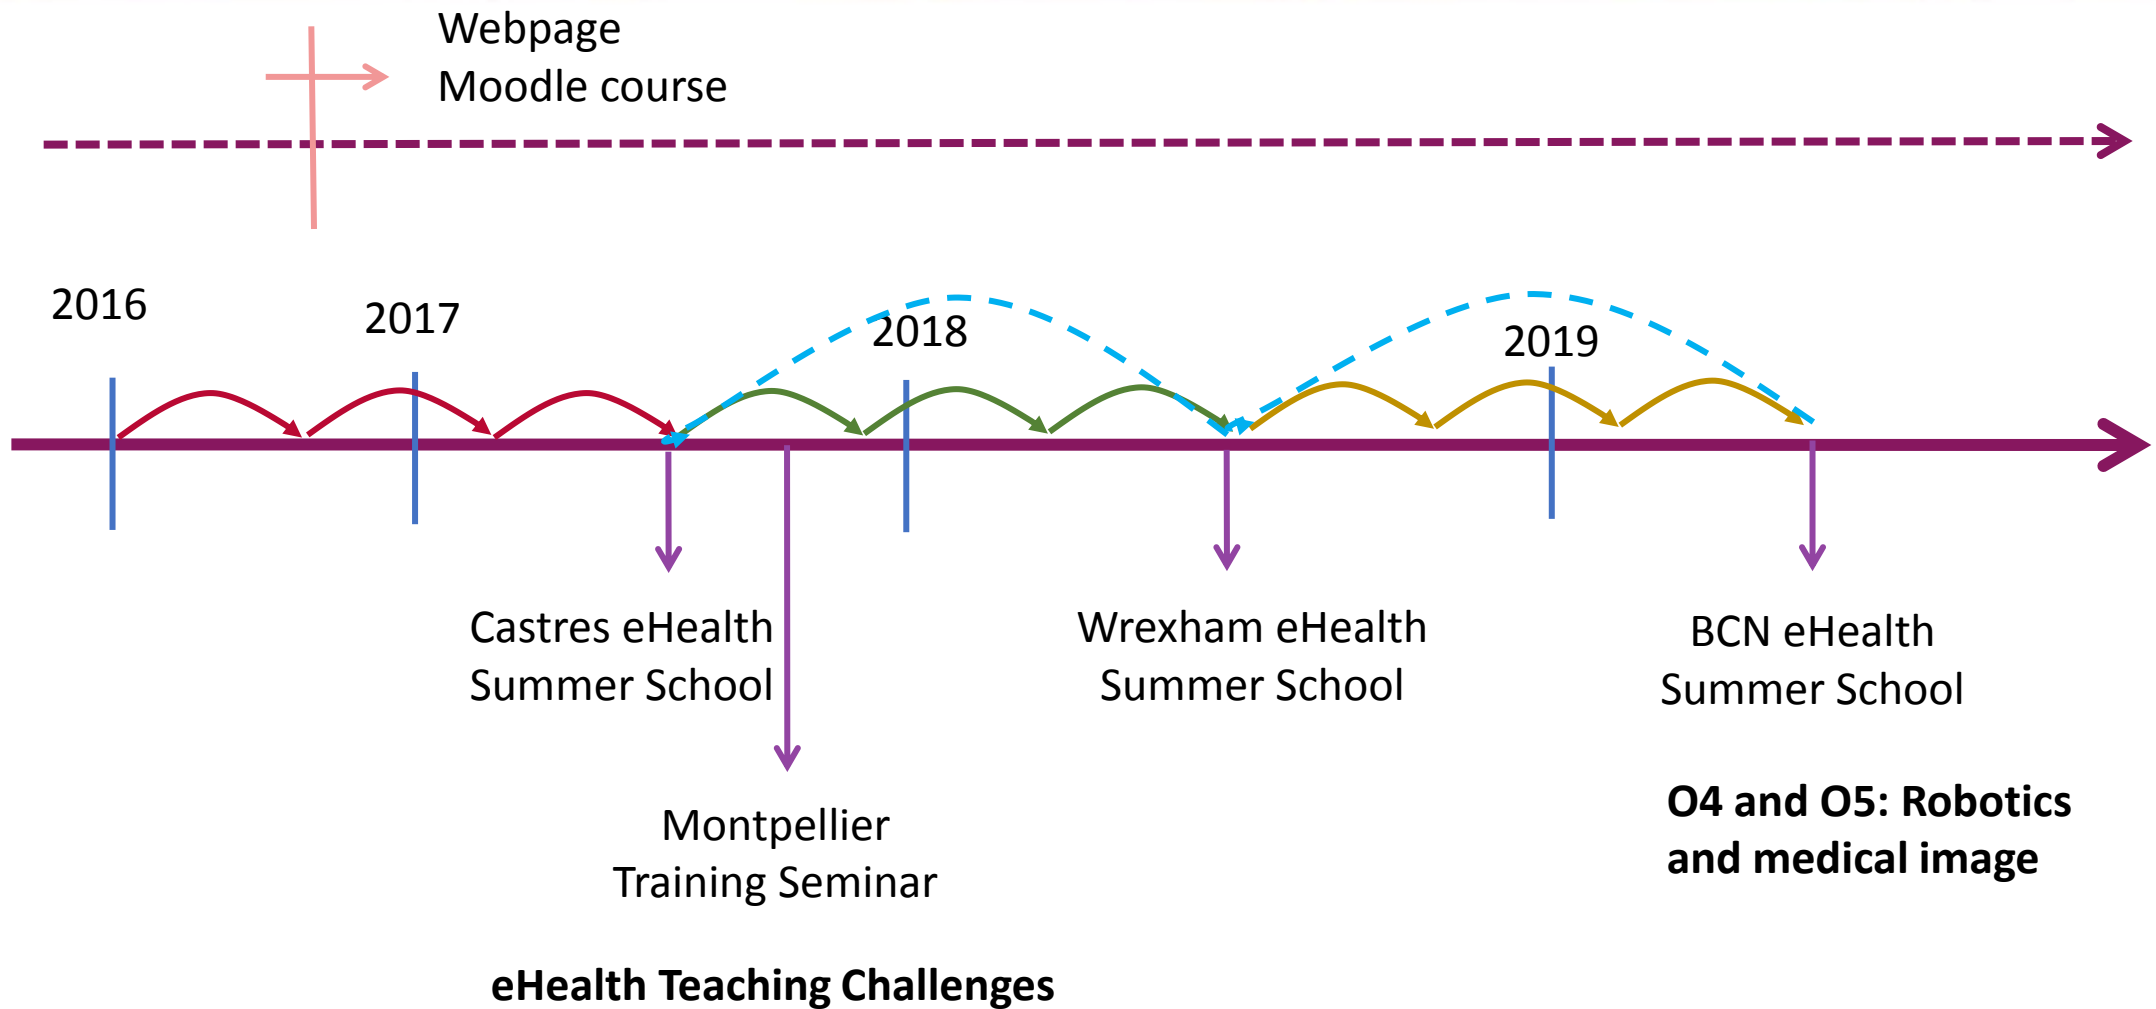 Webpage
Moodle course
2016
2017
2018
2019
Castres eHealth
Summer School
Wrexham eHealth
Summer School
BCN eHealth
Summer School
Montpellier
Training Seminar
O4 and O5: Robotics
and medical image
eHealth Teaching Challenges